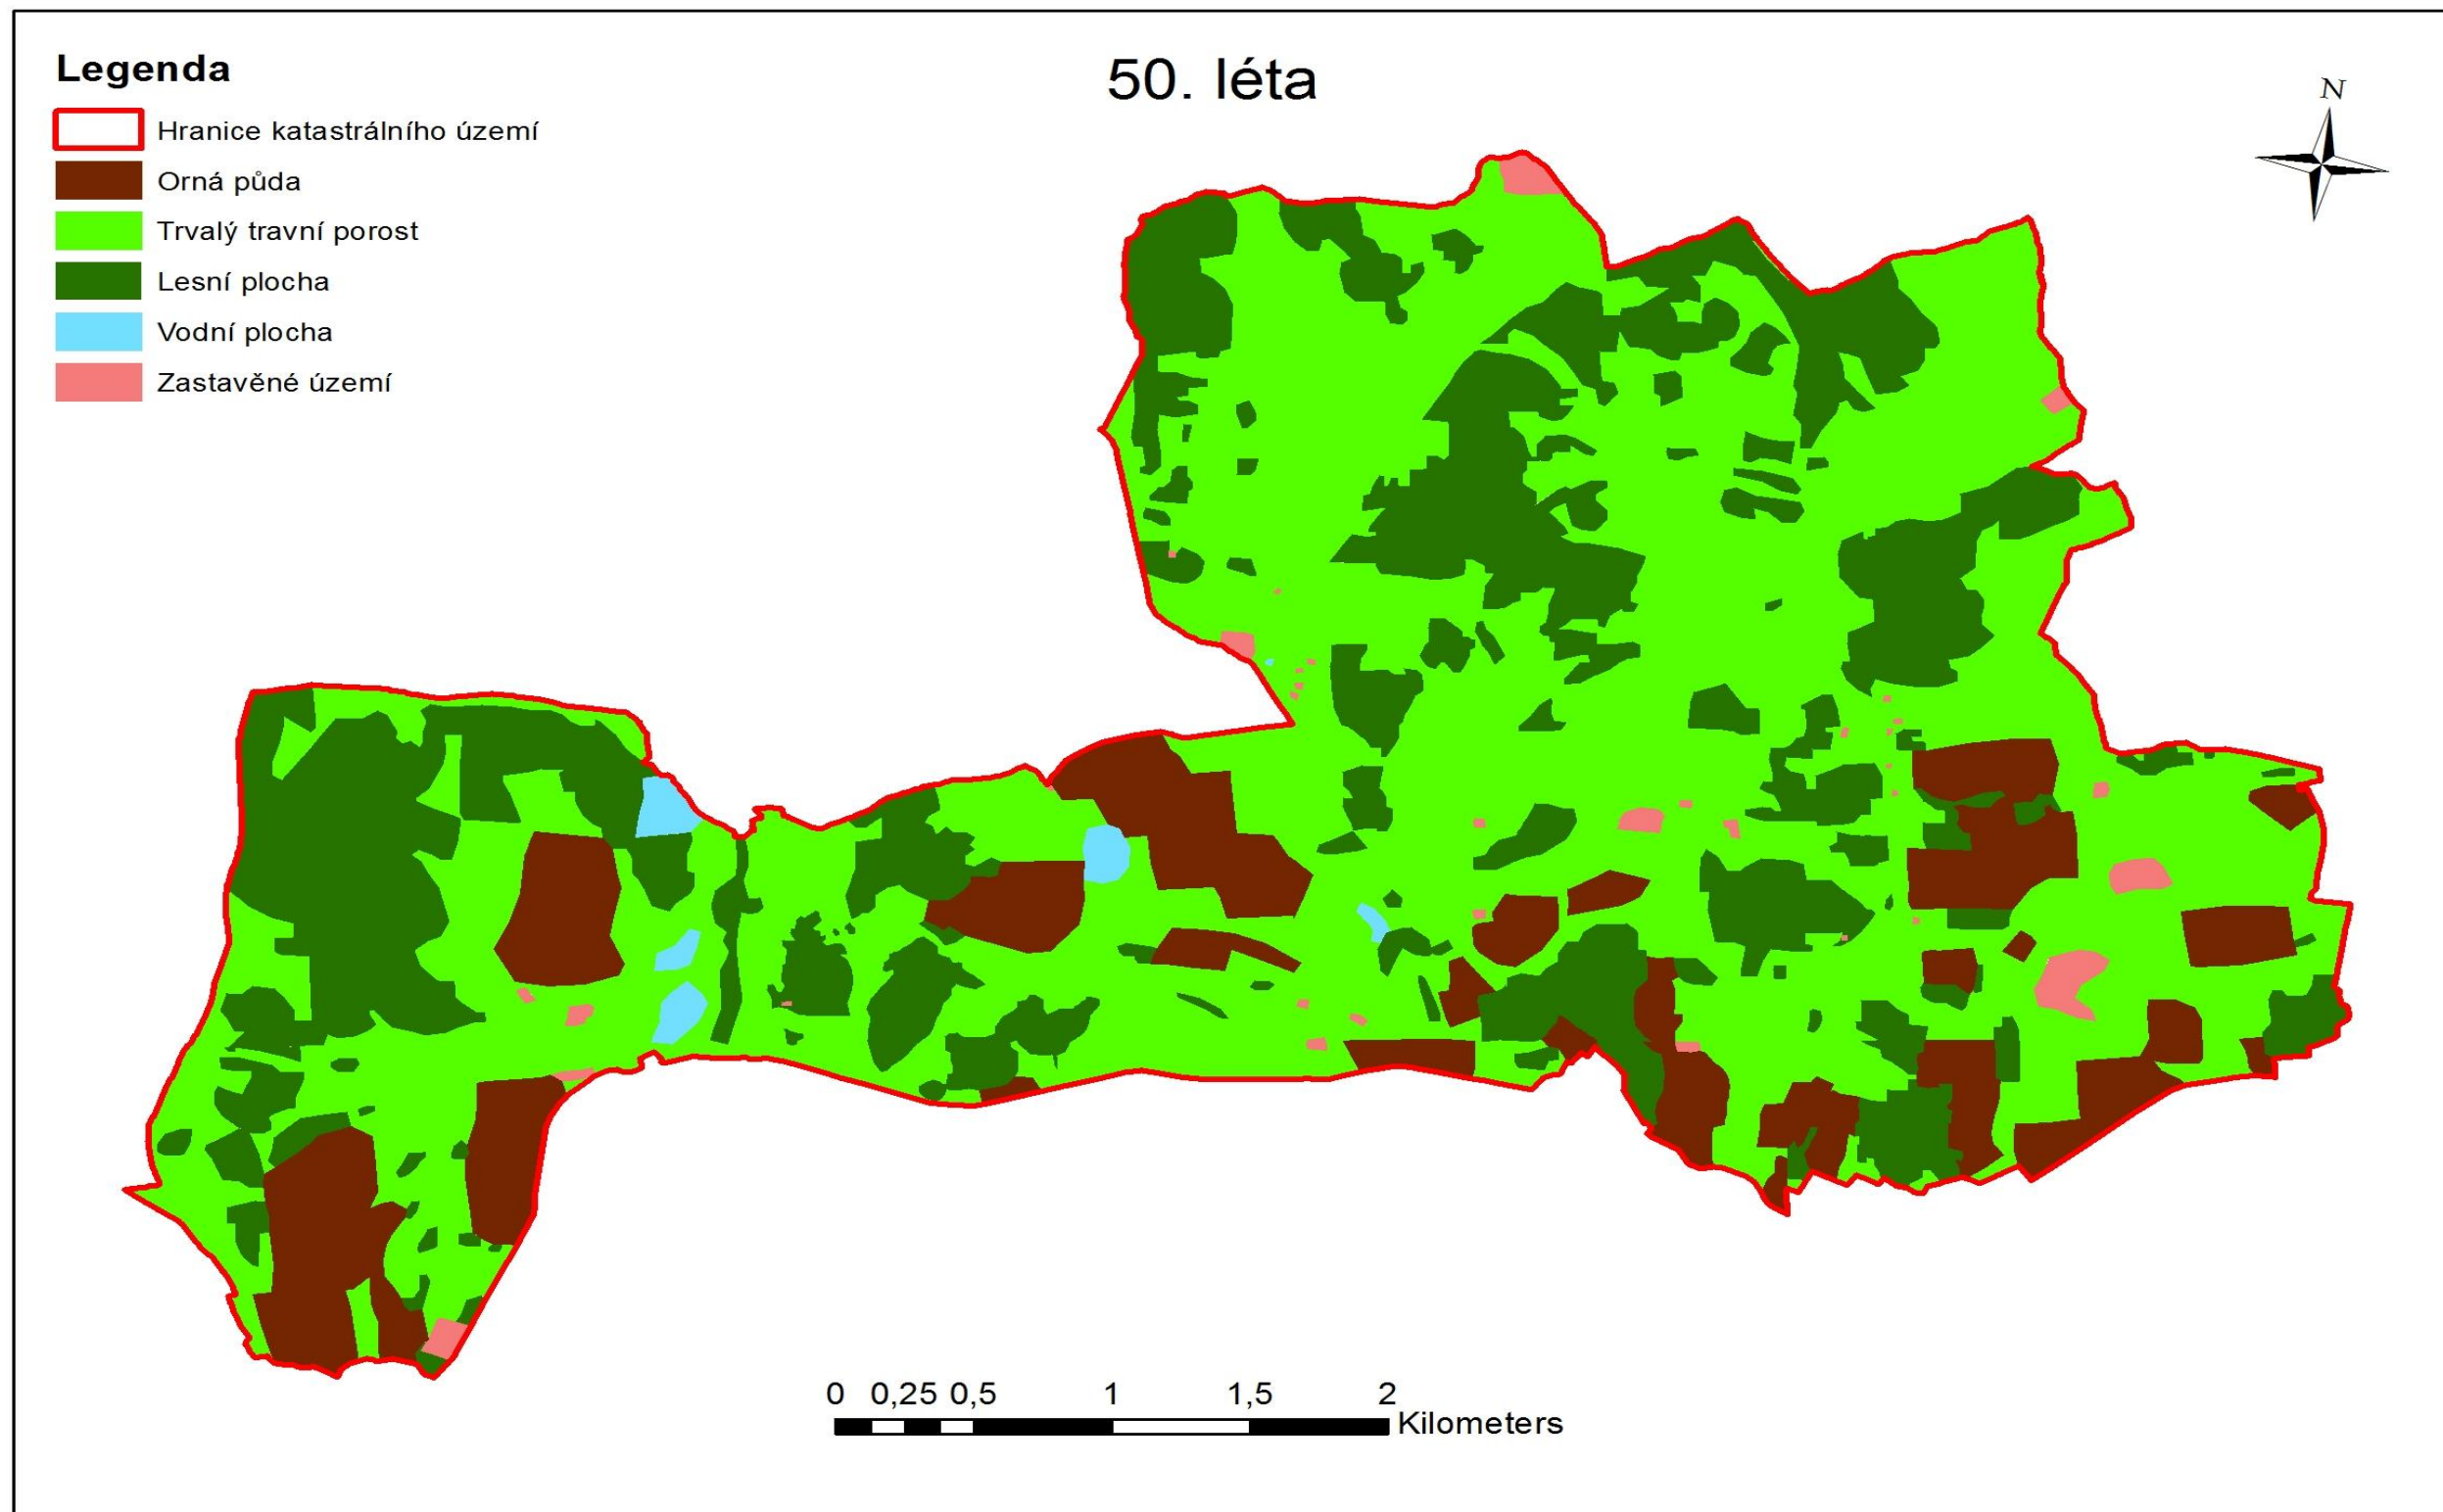 Legenda
50. léta
N
Hranice katastrálního území
Orná půda
Trvalý travní porost
Lesní plocha
Vodní plocha
Zastavěné území
0 0,25 0,5 1 1,5 2
Kilometers